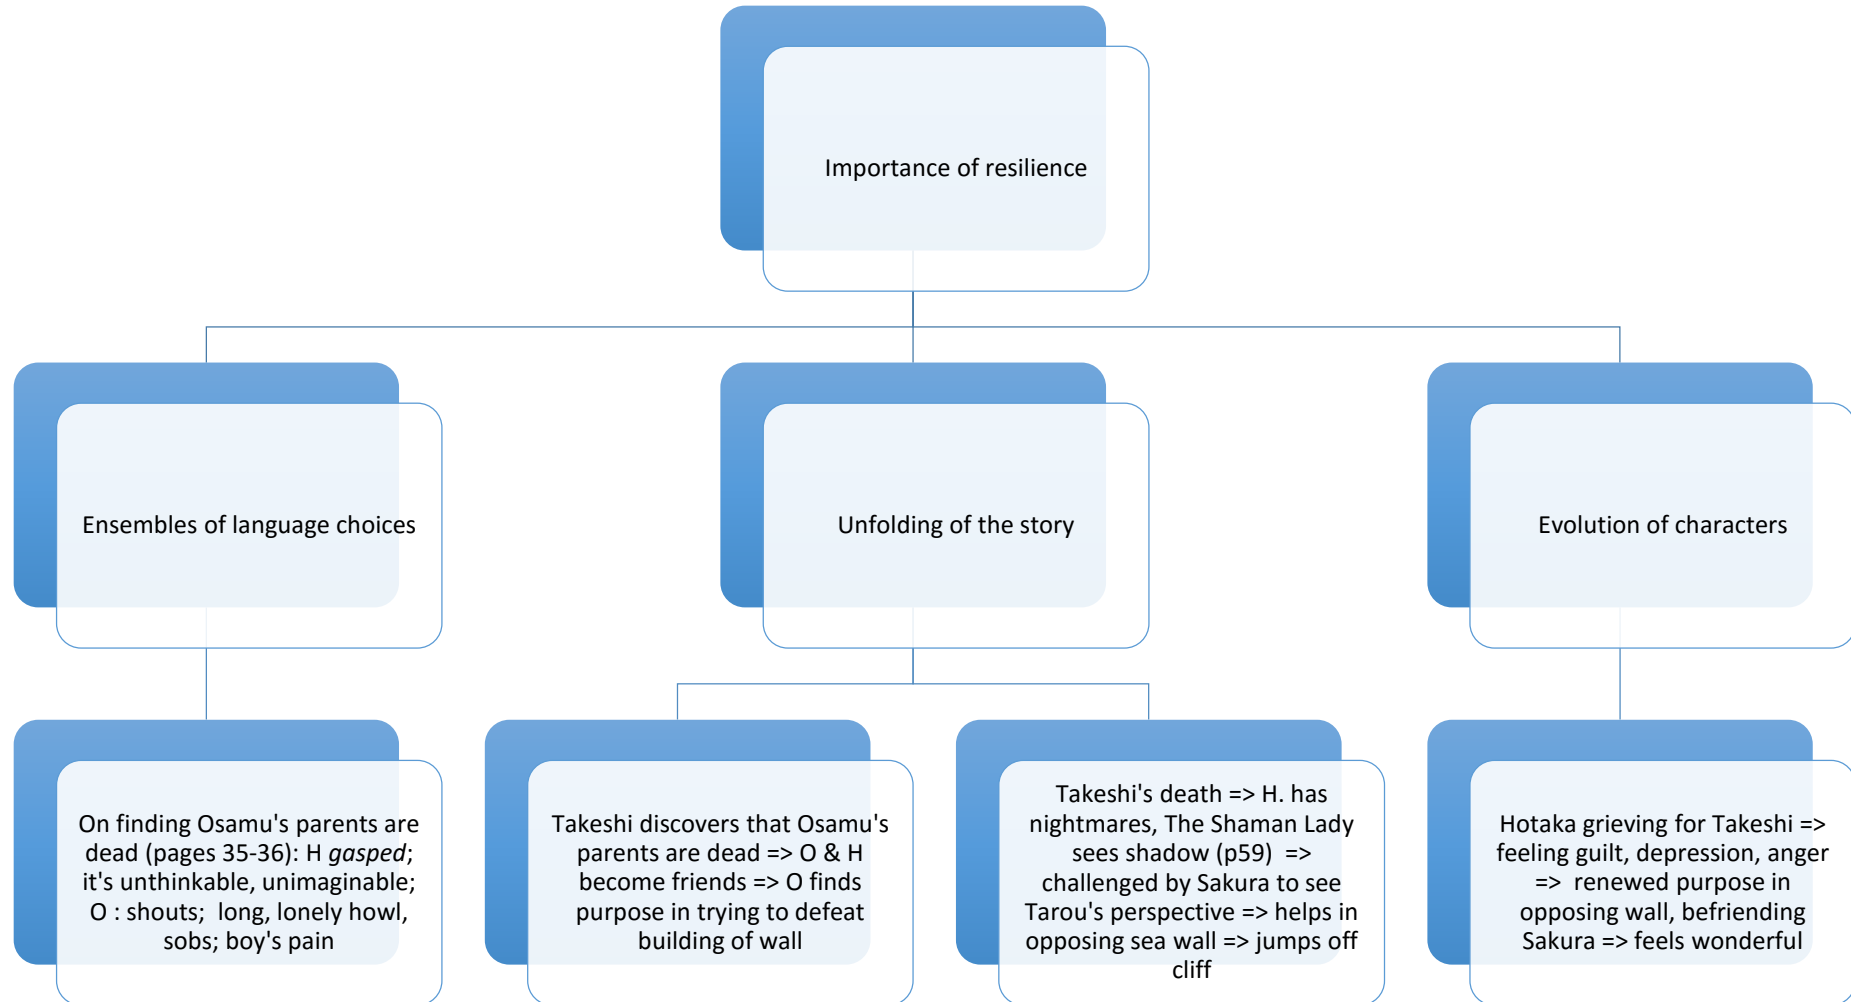 Importance of resilience
Ensembles of language choices
Unfolding of the story
Evolution of characters
On finding Osamu's parents are
dead (pages 35-36): H gasped;
it's unthinkable, unimaginable;
O : shouts;  long, lonely howl,
sobs; boy's pain
Takeshi discovers that Osamu's
parents are dead => O & H
become friends => O finds
purpose in trying to defeat
building of wall
Takeshi's death => H. has
nightmares, The Shaman Lady
sees shadow (p59)  =>
challenged by Sakura to see
Tarou's perspective => helps in
opposing sea wall => jumps off
cliff
Hotaka grieving for Takeshi =>
feeling guilt, depression, anger
=>  renewed purpose in
opposing wall, befriending
Sakura => feels wonderful